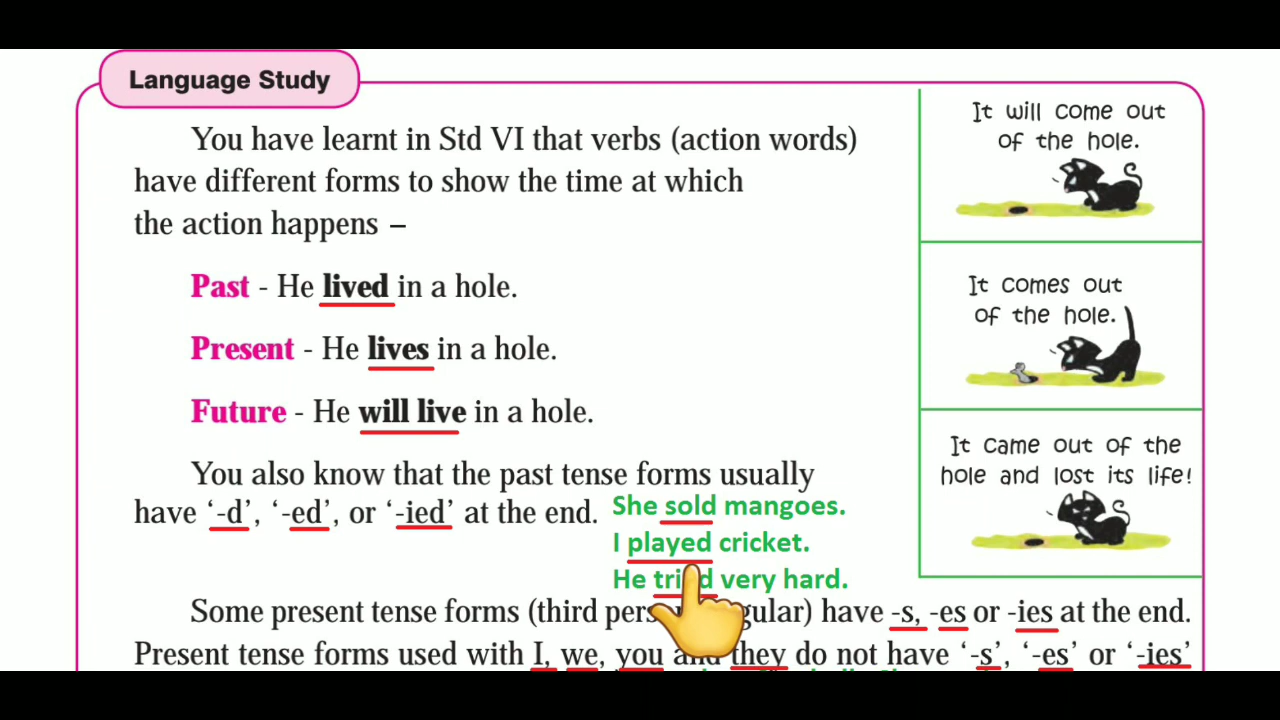 Language Study
You have learnt in Std VI that verbs (action words)
have different forms to show the time at which
the action happens –
Past - He lived in a hole.
Present - He lives in a hole.
Future - He will live in a hole.
You also know that the past tense forms usually
have ‘-d’, ‘-ed’, or ‘-ied’ at the end.
She sold mangoes.
I played cricket.
He tried very hard.
Some present tense forms (third person singular) have -s, -es or -ies at the end.
Present tense forms used with I, we, you and they do not have ‘-s’, ‘-es’ or ‘-ies’
It will come out
of the hole.
It comes out
of the hole.
It came out of the
hole and lost its life!